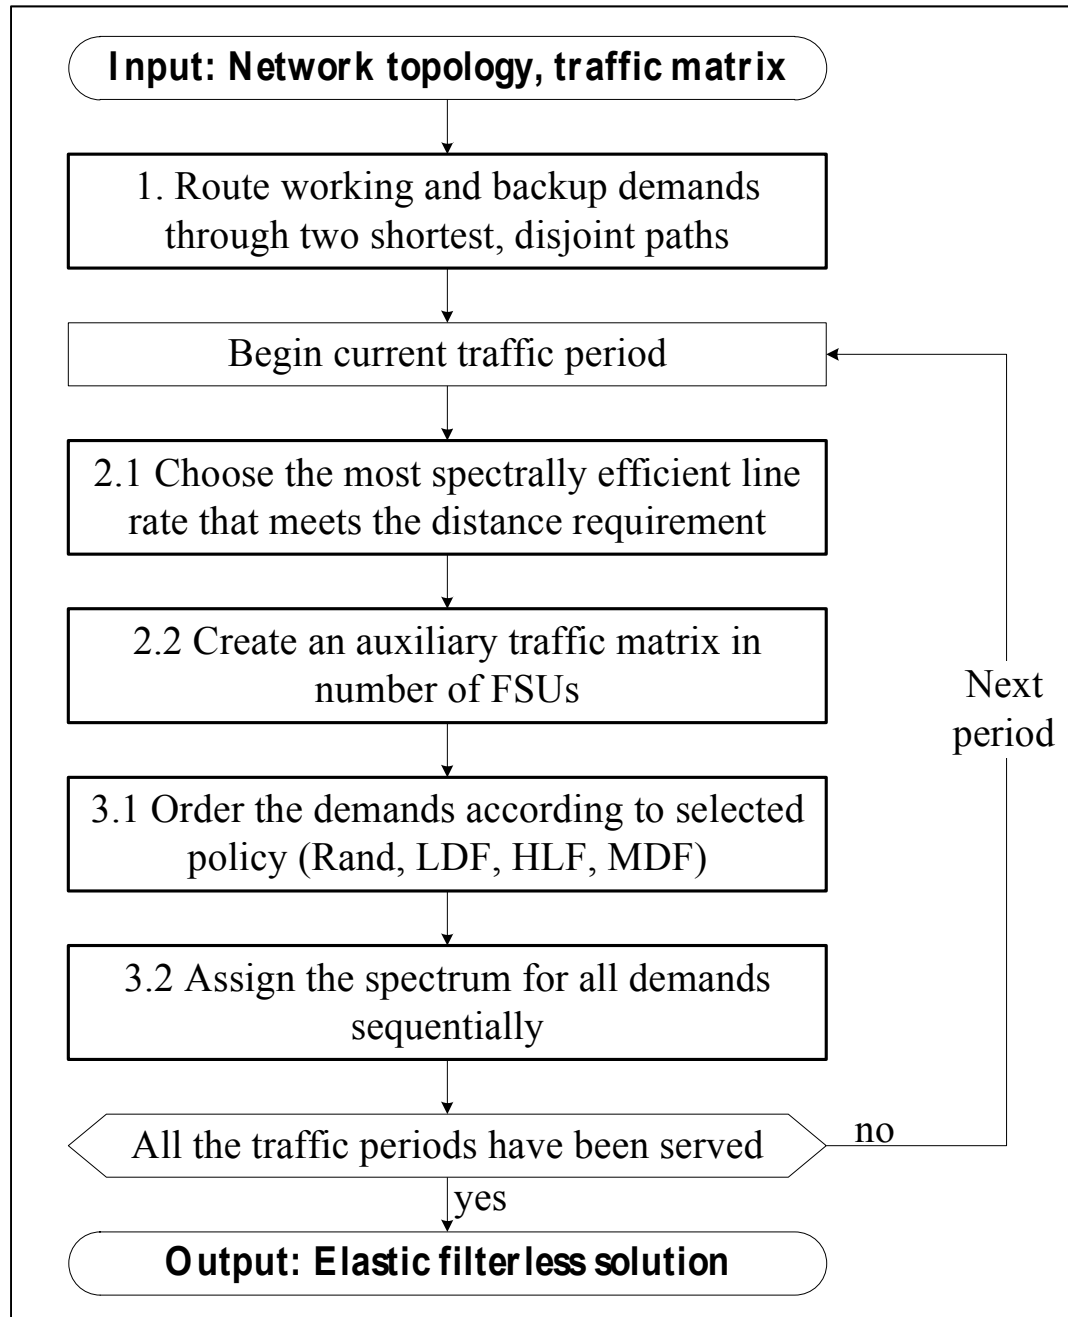 Input: Network topology, traffic matrix
1. Route working and backup demands
through two shortest, disjoint paths
Begin current traffic period
2.1 Choose the most spectrally efficient line
rate that meets the distance requirement
2.2 Create an auxiliary traffic matrix in
number of FSUs
Next
period
3.1 Order the demands according to selected
policy (Rand, LDF, HLF, MDF)
3.2 Assign the spectrum for all demands
sequentially
All the traffic periods have been served
no
yes
Output: Elastic filterless solution